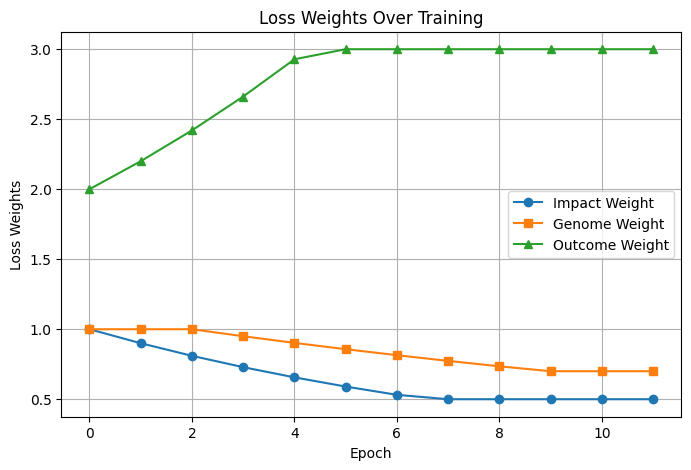 Loss Weights Over Training
Loss Weights
3.0
2.5
2.0
1.5
1.0
0.5
Impact Weight
Genome Weight
Outcome Weight
0 2 4 6 8 10
Epoch